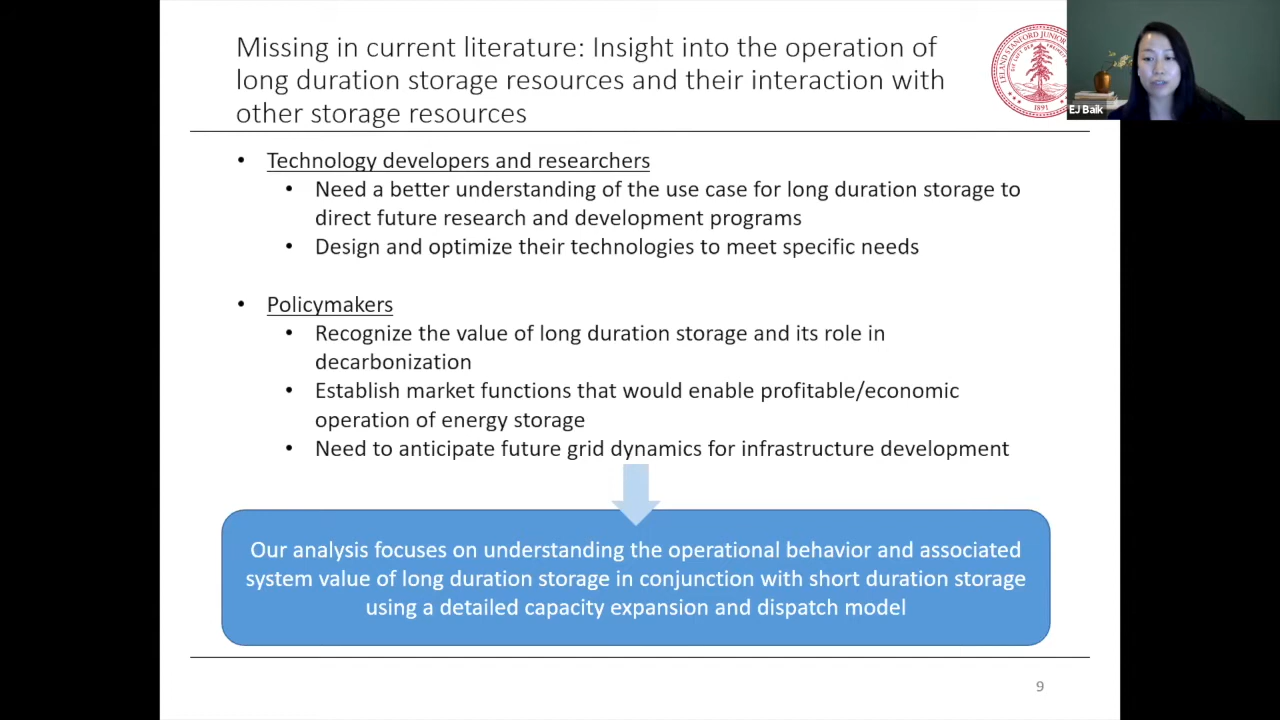 Missing in current literature: Insight into the operation of
long duration storage resources and their interaction with
other storage resources
LELAND STANFORD JUNIOR
1891
EJ Baik
• Technology developers and researchers
• Need a better understanding of the use case for long duration storage to
direct future research and development programs
• Design and optimize their technologies to meet specific needs
• Policymakers
• Recognize the value of long duration storage and its role in
decarbonization
• Establish market functions that would enable profitable/economic
operation of energy storage
• Need to anticipate future grid dynamics for infrastructure development
Our analysis focuses on understanding the operational behavior and associated
system value of long duration storage in conjunction with short duration storage
using a detailed capacity expansion and dispatch model
9